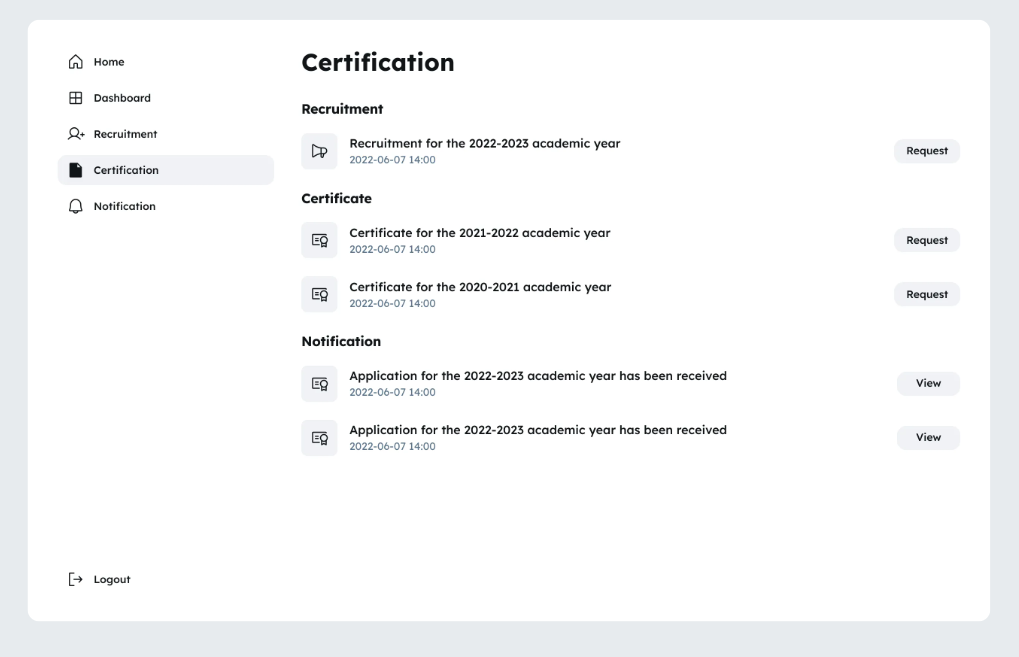 Home
Dashboard
Recruitment
Certification
Notification
Logout
Certification
Recruitment
Recruitment for the 2022-2023 academic year
2022-06-07 14:00
Request
Certificate
Certificate for the 2021-2022 academic year
2022-06-07 14:00
Request
Certificate for the 2020-2021 academic year
2022-06-07 14:00
Request
Notification
Application for the 2022-2023 academic year has been received
2022-06-07 14:00
View
Application for the 2022-2023 academic year has been received
2022-06-07 14:00
View